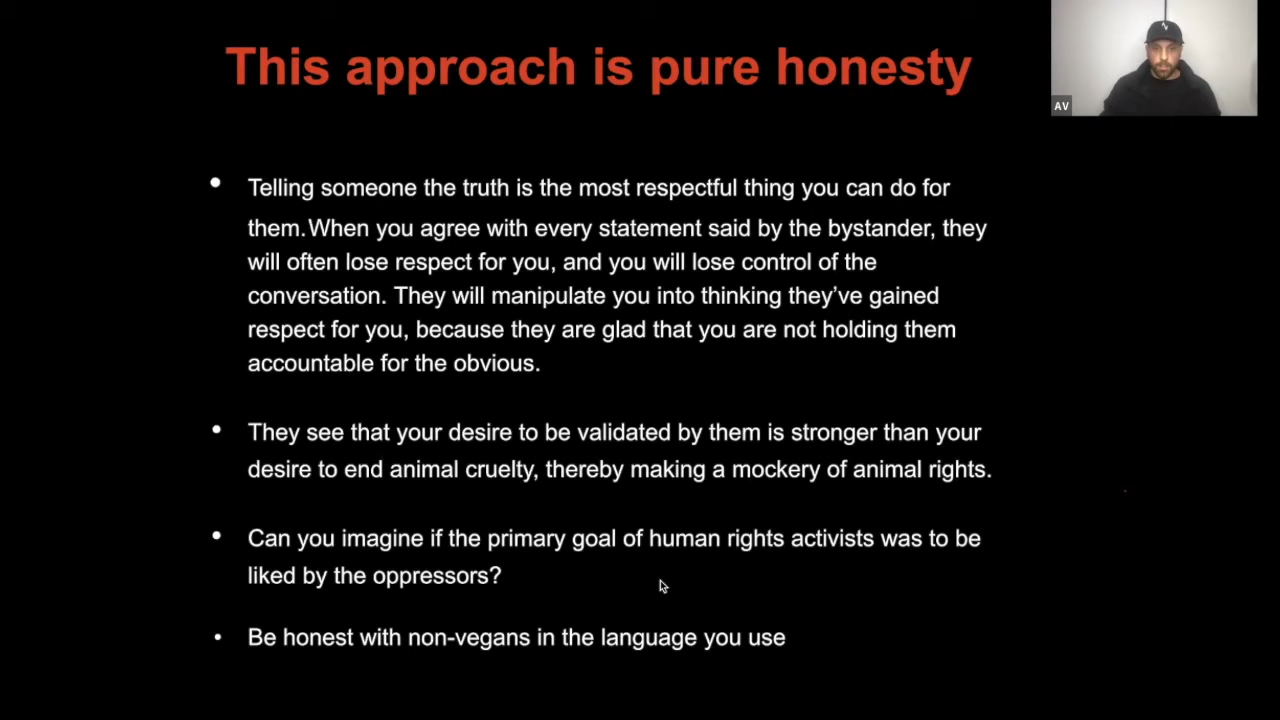 This approach is pure honesty
AV
• Telling someone the truth is the most respectful thing you can do for
them.When you agree with every statement said by the bystander, they
will often lose respect for you, and you will lose control of the
conversation. They will manipulate you into thinking they’ve gained
respect for you, because they are glad that you are not holding them
accountable for the obvious.
• They see that your desire to be validated by them is stronger than your
desire to end animal cruelty, thereby making a mockery of animal rights.
• Can you imagine if the primary goal of human rights activists was to be
liked by the oppressors?
• Be honest with non-vegans in the language you use